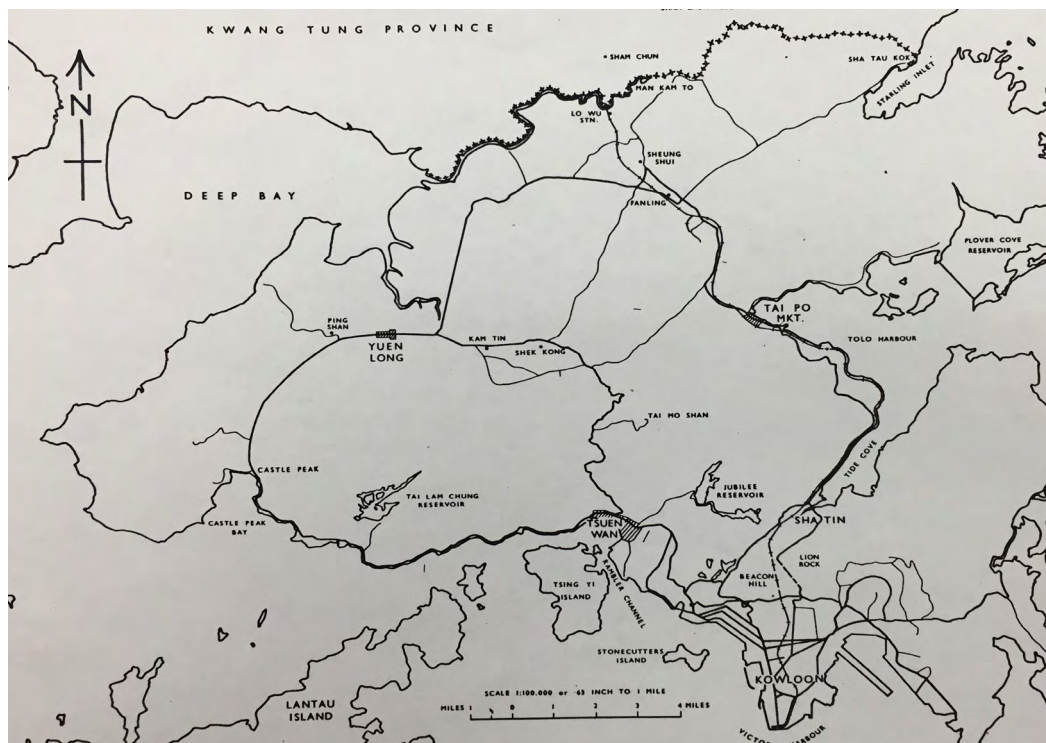 KWANG TUNG PROVINCE
N
SHAM CHUN
SHA TAU KOK
MAN KAM TO
STARLING INLET
LO WU
STN.
SHEUNG
SHUI
DEEP BAY
FANLING
PLOVER COVE
RESERVOIR
TAI PO
MKT.
PING
SHAN
YUEN
LONG
KAM TIN
SHEK KONG
TOLO HARBOUR
TAI MO SHAN
TIDE COVE
CASTLE PEAK
TAI LAM CHUNG
RESERVOIR
JUBILEE
RESERVOIR
CASTLE PEAK
BAY
TSUEN
WAN
SHATIN
LION
ROCK
BEACON
HILL
TSING YI
ISLAND
RAMBLER CHANNEL
STONECUTTERS
ISLAND
KOWLOON
SCALE 1:100.000 or ·63 INCH TO 1 MILE
MILES 1 0 1 2 3 4 MILES
LANTAU
ISLAND